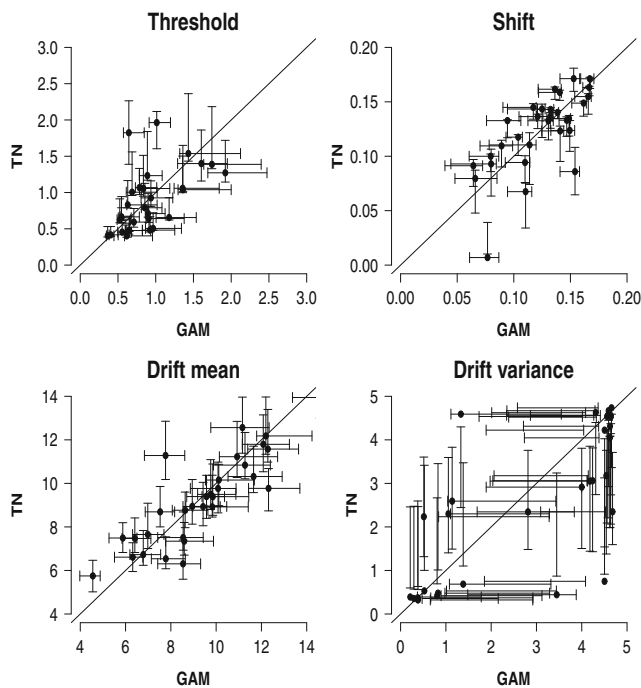 Threshold
3.0
2.5
2.0
1.5
1.0
0.5
0.0
TN
0.0 0.5 1.0 1.5 2.0 2.5 3.0
GAM
Shift
0.20
0.15
0.10
0.05
0.00
TN
0.00 0.05 0.10 0.15 0.20
GAM
Drift mean
14
12
10
8
6
4
TN
4 6 8 10 12 14
GAM
Drift variance
5
4
3
2
1
0
TN
0 1 2 3 4 5
GAM